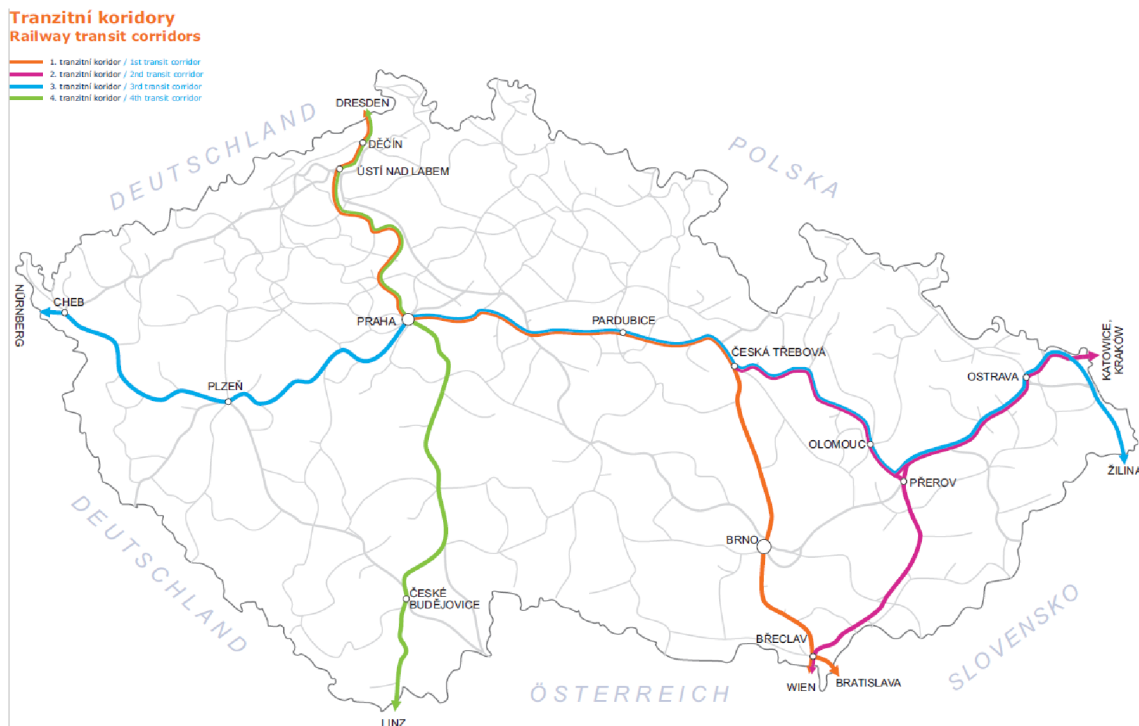 Tranzitní koridory
Railway transit corridors
1. tranzitní koridor / 1st transit corridor
2. tranzitní koridor / 2nd transit corridor
3. tranzitní koridor / 3rd transit corridor
4. tranzitní koridor / 4th transit corridor
DRESDEN
DĚČÍN
ÚSTÍ NAD LABEM
DEUTSCHLAND
POLSKA
NÜRNBERG
CHEB
PRAHA
PARDUBICE
ČESKÁ TŘEBOVÁ
KATOWICE,
KRAKÓW
OSTRAVA
PLZEŇ
OLOMOUC
ŽILINA
PŘEROV
DEUTSCHLAND
BRNO
ČESKÉ
BUDĚJOVICE
BŘECLAV
SLOVENSKO
WIEN
BRATISLAVA
ÖSTERREICH
LINZ